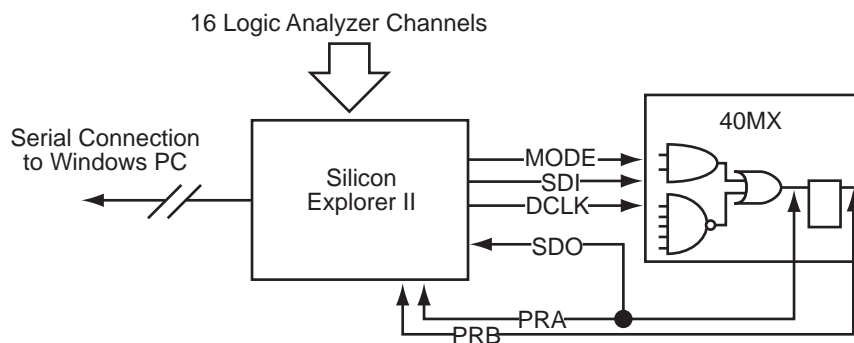 16 Logic Analyzer Channels
Serial Connection
to Windows PC
Silicon
Explorer II
MODE
SDI
DCLK
SDO
PRA
PRB
40MX